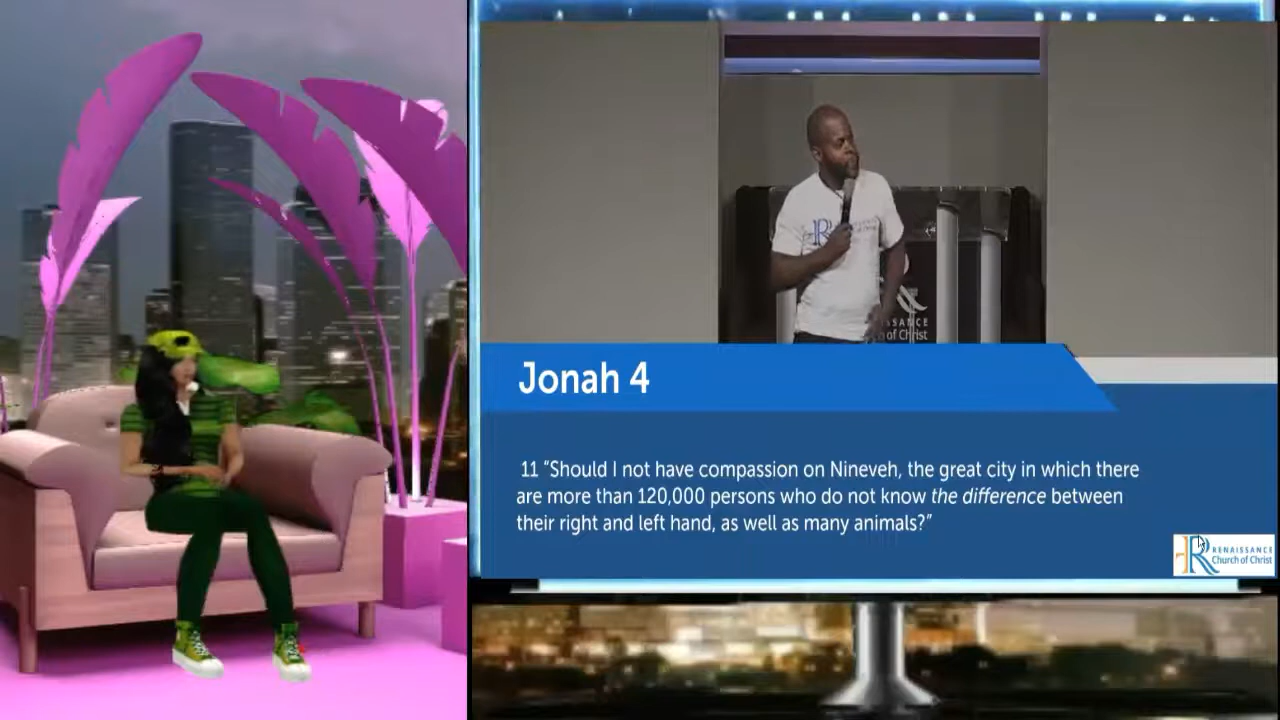 Jonah 4
11 “Should I not have compassion on Nineveh, the great city in which there
are more than 120,000 persons who do not know the difference between
their right and left hand, as well as many animals?”
RENAISSANCE
Church of Christ